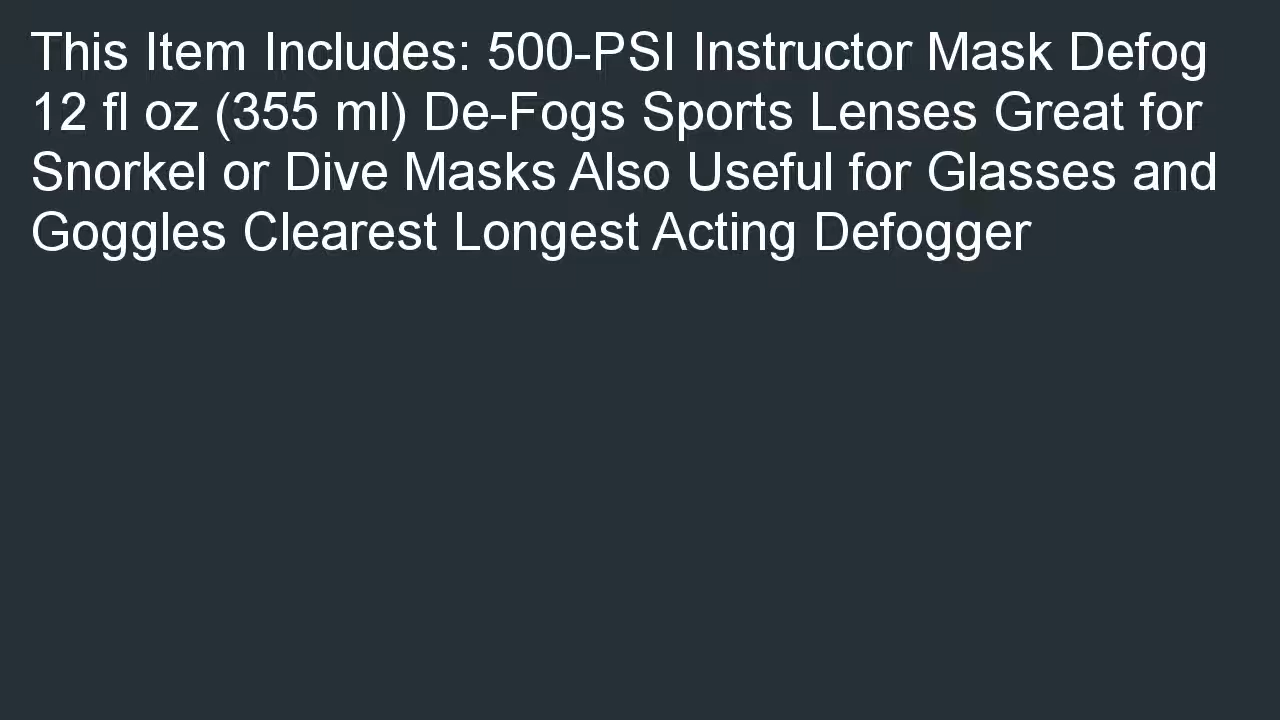 This Item Includes: 500-PSI Instructor Mask Defog
12 fl oz (355 ml) De-Fogs Sports Lenses Great for
Snorkel or Dive Masks Also Useful for Glasses and
Goggles Clearest Longest Acting Defogger